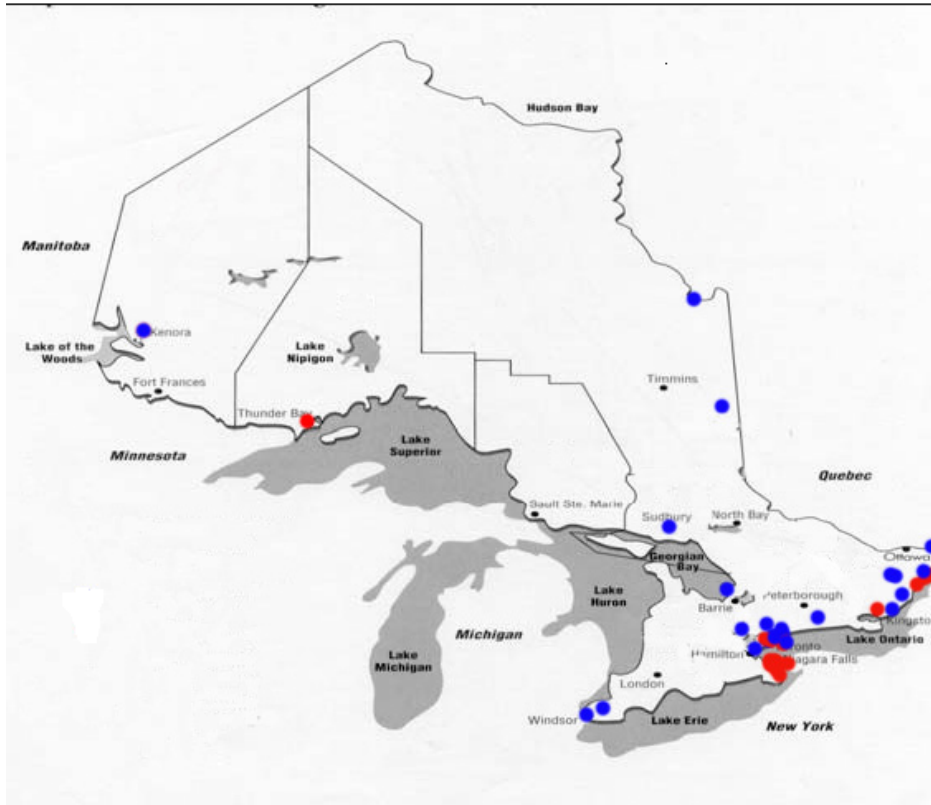 Hudson Bay
Manitoba
Kenora
Lake of the
Woods
Lake
Nipigon
Fort Frances
Timmins
Thunder Bay
Lake
Superior
Minnesota
Quebec
Sault Ste. Marie
Sudbury
North Bay
Ottawa
Georgian
Bay
Lake
Huron
Barrie
Peterborough
Kingsto
Michigan
Lake Ontario
Lake
Michigan
Hamilton
ronto
Niagara Falls
London
Windsor
Lake Erie
New York